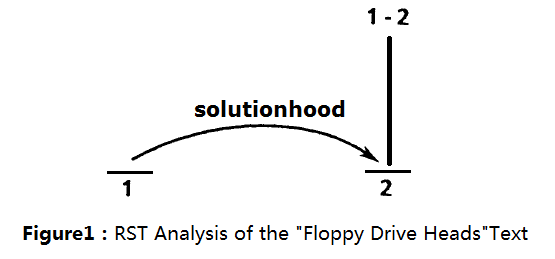 1 - 2
solutionhood
1
2
Figure1 : RST Analysis of the "Floppy Drive Heads"Text